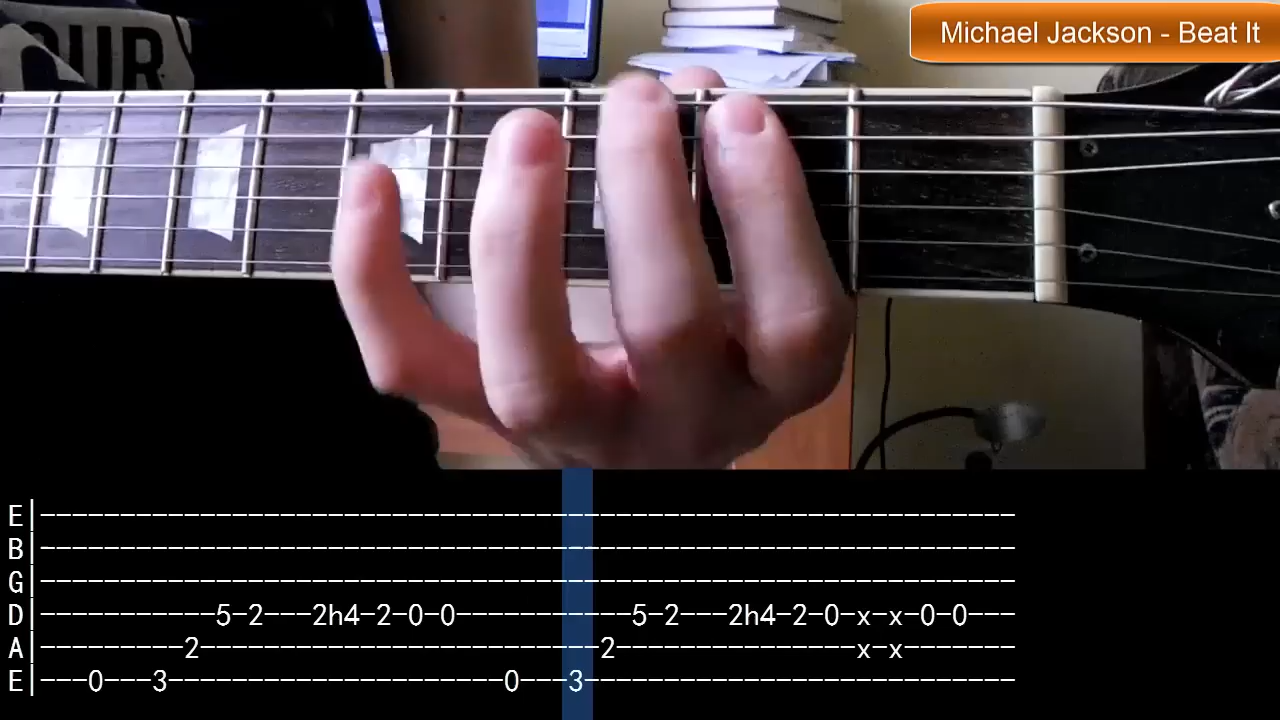 OUR
Michael Jackson - Beat It
E|-------------------------------------------------------------
B|-------------------------------------------------------------
G|-------------------------------------------------------------
D|-----------5-2---2h4-2-0-0-----------5-2---2h4-2-0-x-x-0-0---
A|---------2-------------------------2---------------x-x-------
E|---0---3---------------------0---3---------------------------